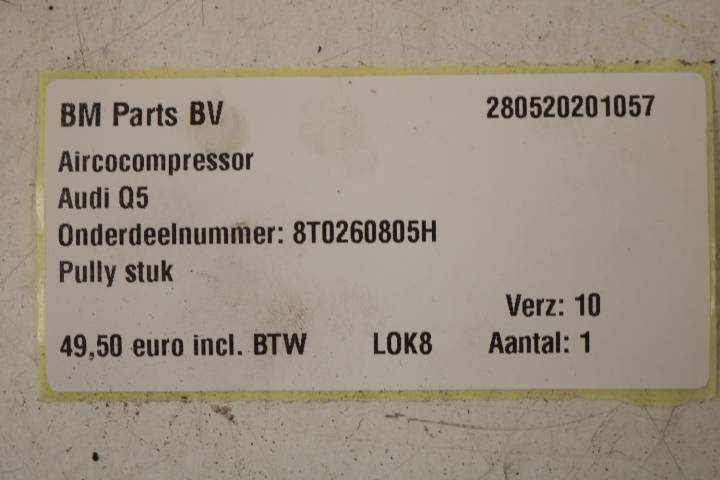 BM Parts BV 280520201057
Aircocompressor
Audi Q5
Onderdeelnummer: 8T0260805H
Pully stuk
Verz: 10
49,50 euro incl. BTW LOK8 Aantal: 1